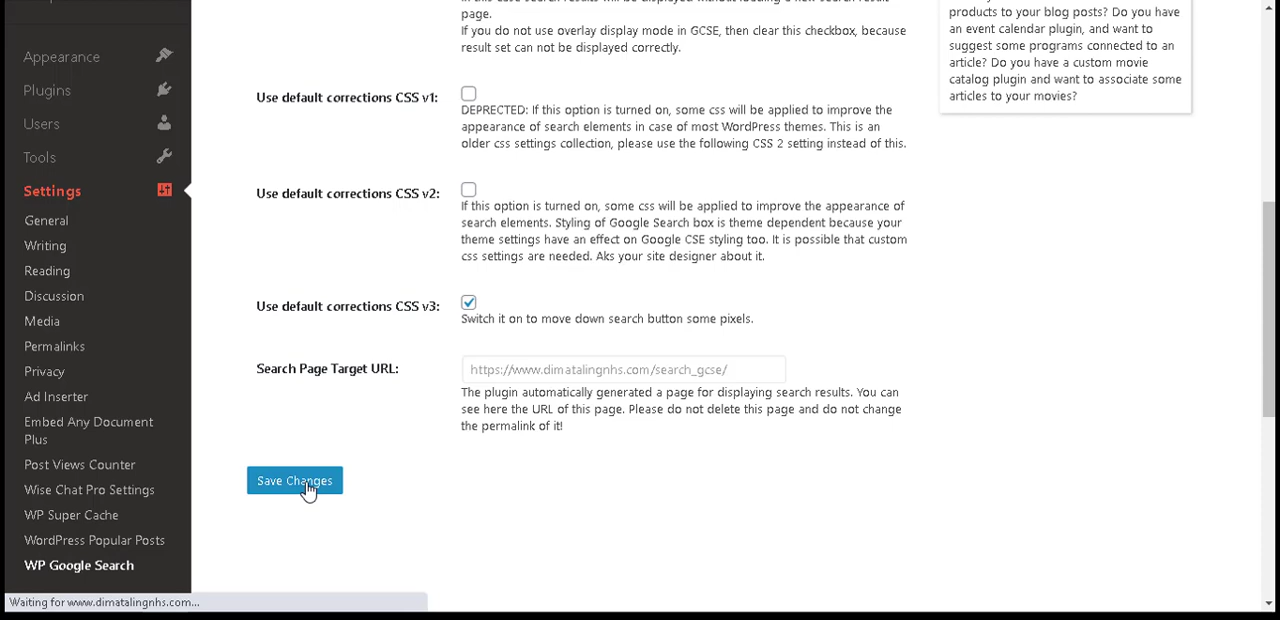 Appearance
Plugins
Users
Tools
Settings
General
Writing
Reading
Discussion
Media
Permalinks
Privacy
Ad Inserter
Embed Any Document
Plus
Post Views Counter
Wise Chat Pro Settings
WP Super Cache
WordPress Popular Posts
WP Google Search
page.
If you do not use overlay display mode in GCSE, then clear this checkbox, because
result set can not be displayed correctly.
Use default corrections CSS v1:
DEPRECTED: If this option is turned on, some css will be applied to improve the
appearance of search elements in case of most WordPress themes. This is an
older css settings collection, please use the following CSS 2 setting instead of this.
Use default corrections CSS v2:
If this option is turned on, some css will be applied to improve the appearance of
search elements. Styling of Google Search box is theme dependent because your
theme settings have an effect on Google CSE styling too. It is possible that custom
css settings are needed. Aks your site designer about it.
Use default corrections CSS v3:
Switch it on to move down search button some pixels.
Search Page Target URL:
https://www.dimatalingnhs.com/search_gcse/
The plugin automatically generated a page for displaying search results. You can
see here the URL of this page. Please do not delete this page and do not change
the permalink of it!
Save Changes
products to your blog posts? Do you have
an event calendar plugin, and want to
suggest some programs connected to an
article? Do you have a custom movie
catalog plugin and want to associate some
articles to your movies?
Waiting for www.dimatalingnhs.com...